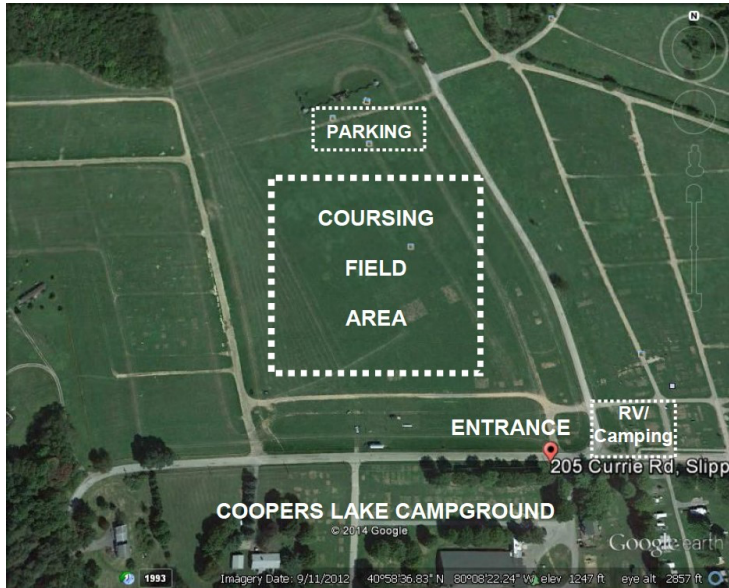 N
PARKING
COURSING
FIELD
AREA
RV/
Camping
ENTRANCE
205 Currie Rd, Slipp
COOPERS LAKE CAMPGROUND
© 2014 Google
Google earth
1993
Imagery Date: 9/11/2012 40°58'36.83" N 80°08'22.24" W elev 1247 ft eye alt 2857 ft